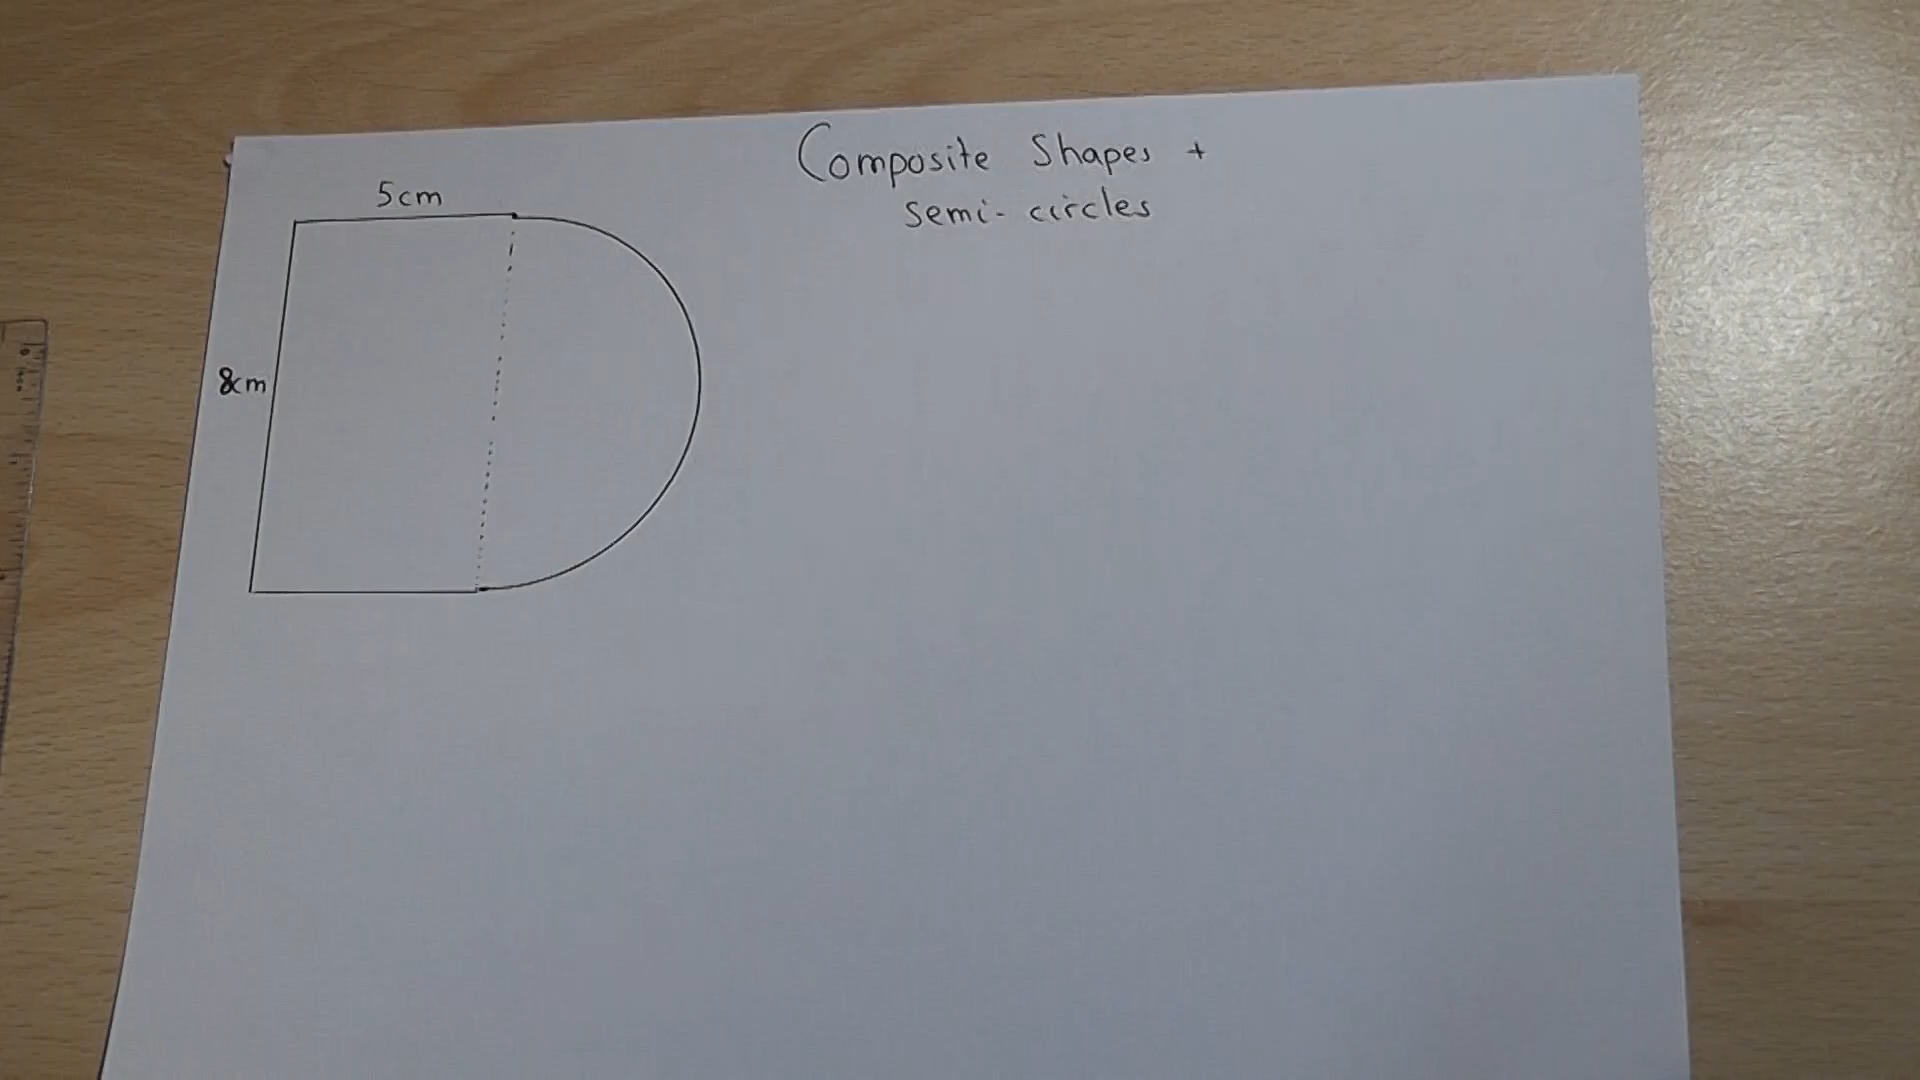 Composite Shapes +
semi-circles
5cm
8cm